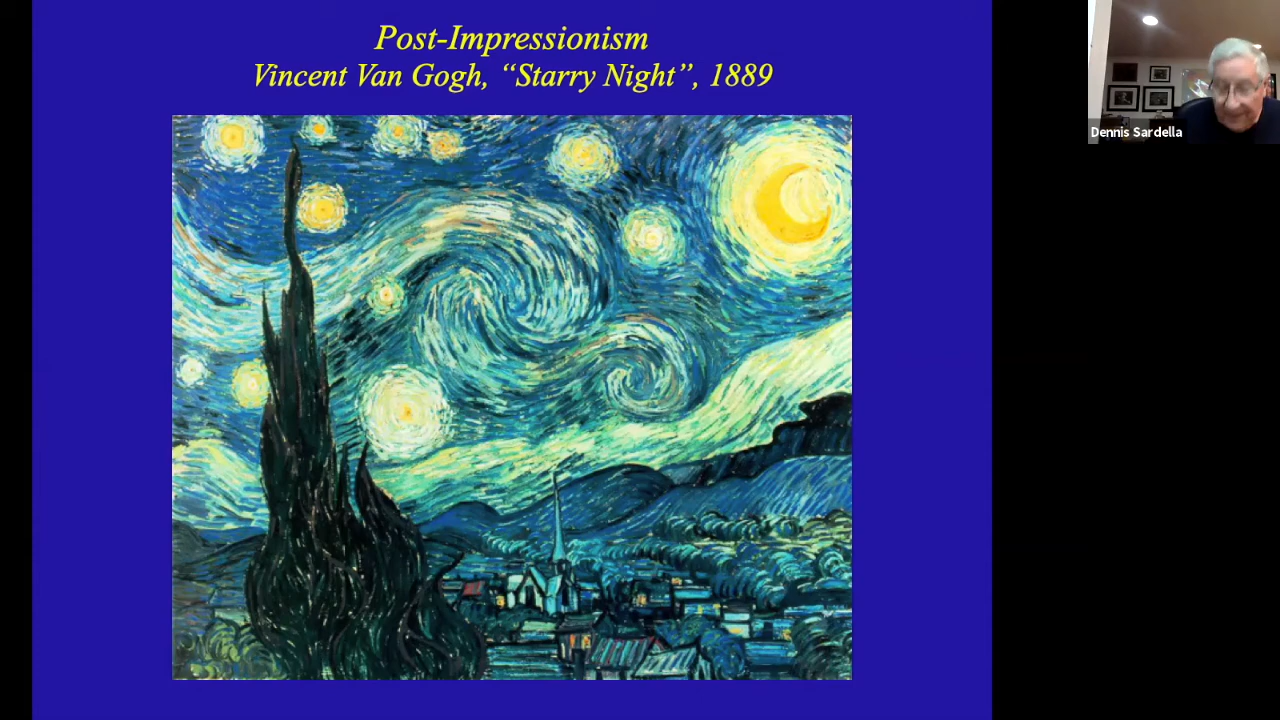 Post-Impressionism
Vincent Van Gogh, “Starry Night”, 1889
Dennis Sardella